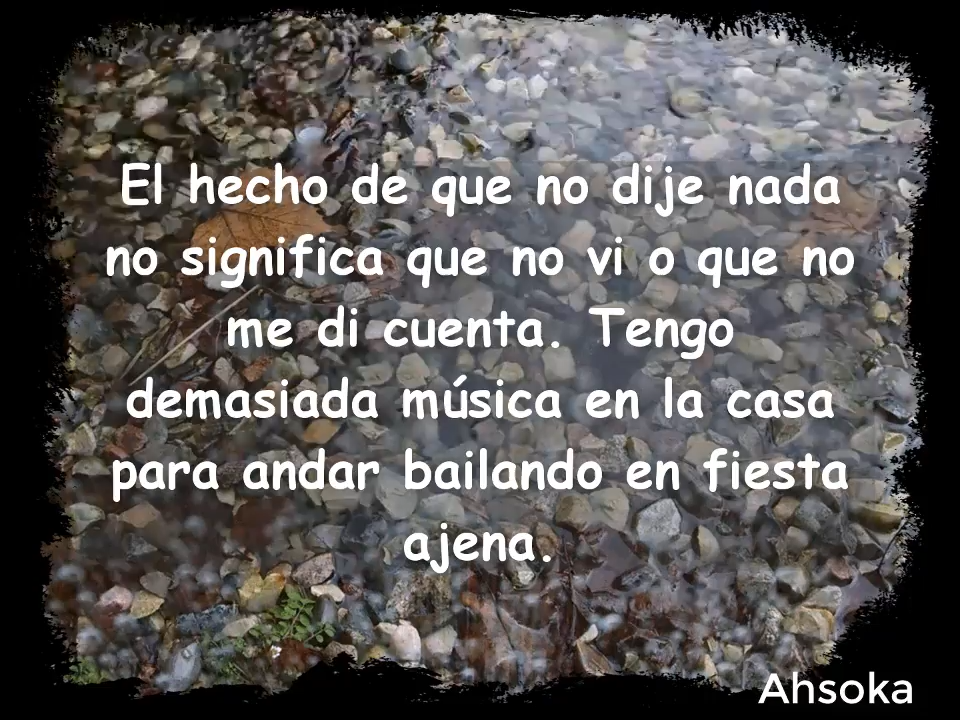 El hecho de que no dije nada
no significa que no vi o que no
me di cuenta. Tengo
demasiada música en la casa
para andar bailando en fiesta
ajena.
Ahsoka